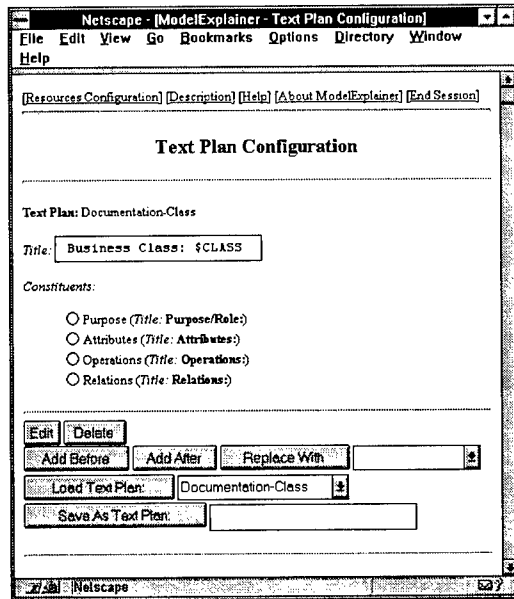 Netscape - [ModelExplainer - Text Plan Configuration]
File Edit View Go Bookmarks Options Directory Window
Help
[Resources Configuration] [Description] [Help] [About ModelExplainer] [End Session]
Text Plan Configuration
Text Plan: Documentation-Class
Title: Business Class: $CLASS
Constituents:
Purpose (Title: Purpose/Role:)
Attributes (Title: Attributes:)
Operations (Title: Operations:)
Relations (Title: Relations:)
Edit Delete
Add Before Add After Replace With
Load Text Plan: Documentation-Class
Save As Text Plan:
Netscape